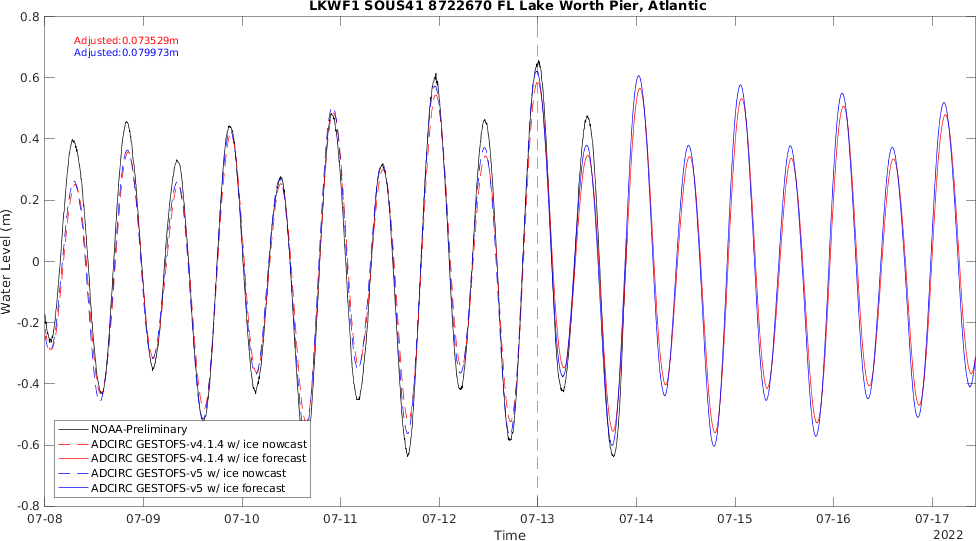 LKWF1 SOUS41 8722670 FL Lake Worth Pier, Atlantic
0.8
Adjusted:0.073529m
Adjusted:0.079973m
0.6
0.4
0.2
0
-0.2
-0.4
-0.6
-0.8
Water Level (m)
NOAA-Preliminary
ADCIRC GESTOFS-v4.1.4 w/ ice nowcast
ADCIRC GESTOFS-v4.1.4 w/ ice forecast
ADCIRC GESTOFS-v5 w/ ice nowcast
ADCIRC GESTOFS-v5 w/ ice forecast
07-08 07-09 07-10 07-11 07-12 07-13 07-14 07-15 07-16 07-17
Time
2022